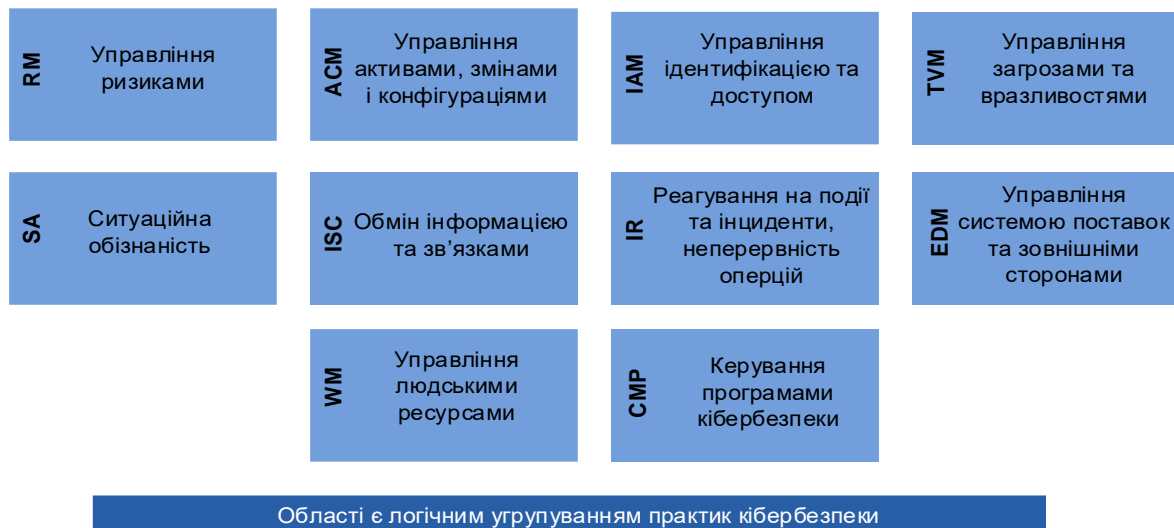 RM
Управління
ризиками
ACM
Управління
активами, змінами
і конфігураціями
IAM
Управління
ідентифікацією та
доступом
TVM
Управління
загрозами та
вразливостями
SA
Ситуаційна
обізнаність
ISC
Обмін інформацією
та зв’язками
IR
Реагування на події
та інциденти,
неперервність
оперцій
EDM
Управління
системою поставок
та зовнішніми
сторонами
WM
Управління
людськими
ресурсами
CMP
Керування
програмами
кібербезпеки
Області є логічним угрупуванням практик кібербезпеки